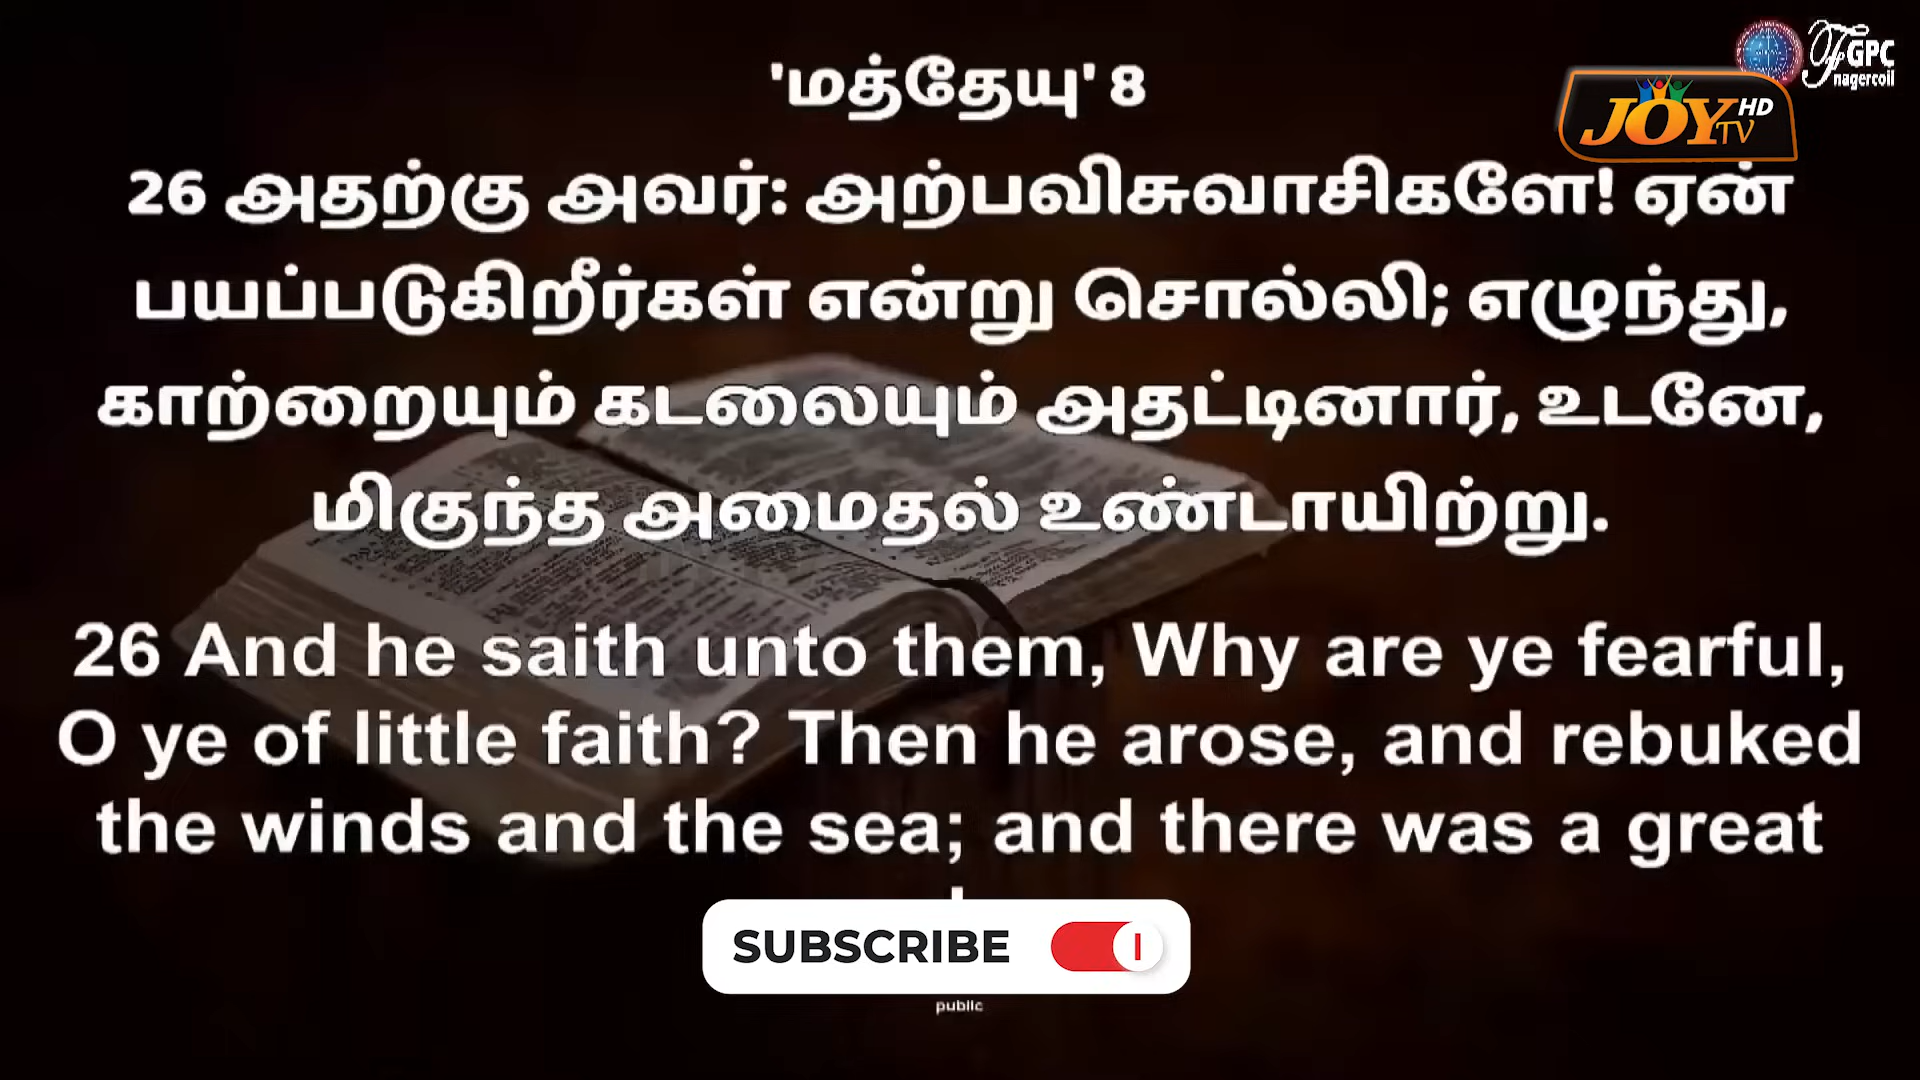 'மத்தேயு' 8
GPC
nagercoil
JOY TV HD
26 அதற்கு அவர்: அற்பவிசுவாசிகளே! ஏன்
பயப்படுகிறீர்கள் என்று சொல்லி; எழுந்து,
காற்றையும் கடலையும் அதட்டினார், உடனே,
மிகுந்த அமைதல் உண்டாயிற்று.
26 And he saith unto them, Why are ye fearful,
O ye of little faith? Then he arose, and rebuked
the winds and the sea; and there was a great
SUBSCRIBE
public